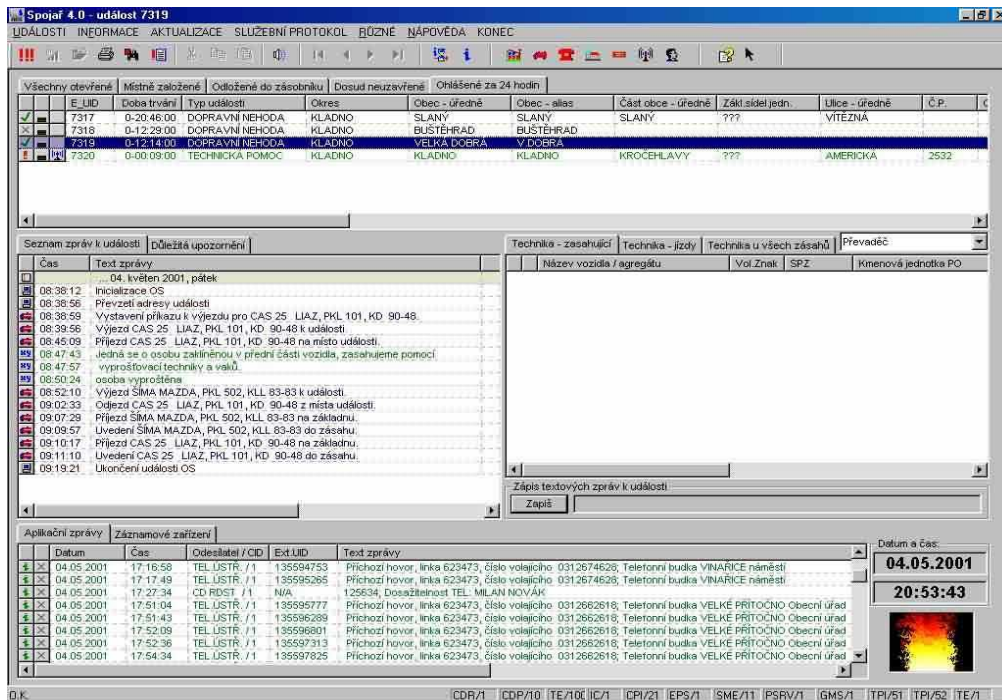 Spojař 4.0 - událost 7319
UDÁLOSTI INFORMACE AKTUALIZACE SLUŽEBNÍ PROTOKOL RŮZNÉ NÁPOVĚDA KONEC
Všechny otevřené Místně založené Odložené do zásobníku Dosud neuzavřené Ohlášené za 24 hodin
E_UID Doba trvání Typ události Okres Obec - úředně Obec - alias Část obce - úředně Zákl.sídel.jedn. Ulice - úředně Č.P.
7317 0-20:46:00 DOPRAVNÍ NEHODA KLADNO SLANÝ SLANÝ SLANÝ ??? VÍTĚZNÁ
7318 0-12:29:00 DOPRAVNÍ NEHODA KLADNO BUŠTĚHRAD BUŠTĚHRAD
7319 0-12:14:00 DOPRAVNÍ NEHODA KLADNO VELKÁ DOBRÁ V.DOBRÁ
7320 0-00:09:00 TECHNICKÁ POMOC KLADNO KLADNO KLADNO KROČEHLAVY ??? AMERICKÁ 2532
Seznam zpráv k události Důležitá upozornění
Čas Text zprávy
... 04. květen 2001, pátek
08:38:12 Inicializace OS
08:38:56 Převzetí adresy události
08:38:59 Vystavení příkazu k výjezdu pro CAS 25 LIAZ, PKL 101, KD 90-48.
08:39:56 Výjezd CAS 25 LIAZ, PKL 101, KD 90-48 k události.
08:45:09 Příjezd CAS 25 LIAZ, PKL 101, KD 90-48 na místo události.
08:47:43 Jedná se o osobu zaklíněnou v přední části vozidla, zasahujeme pomocí
08:47:57 vyprošťovací techniky a vaků.
08:50:24 osoba vyproštěna
08:52:10 Výjezd ŠÍMA MAZDA, PKL 502, KLL 83-83 k události.
09:02:33 Odjezd CAS 25 LIAZ, PKL 101, KD 90-48 z místa události.
09:07:29 Příjezd ŠÍMA MAZDA, PKL 502, KLL 83-83 na základnu.
09:09:57 Uvedení ŠÍMA MAZDA, PKL 502, KLL 83-83 do zásahu.
09:10:17 Příjezd CAS 25 LIAZ, PKL 101, KD 90-48 na základnu.
09:11:10 Uvedení CAS 25 LIAZ, PKL 101, KD 90-48 do zásahu.
09:19:21 Ukončení události OS
Technika - zasahující Technika - jízdy Technika u všech zásahů Převaděč
Název vozidla / agregátu Vol.Znak SPZ Kmenová jednotka PO
Zápis textových zpráv k události
Zapiš
Aplikační zprávy Záznamové zařízení
Datum Čas Odesílatel / CID Ext.UID Text zprávy
04.05.2001 17:16:58 TEL.ÚSTŘ. / 1 135594753 Příchozí hovor, linka 623473, číslo volajícího 0312674628; Telefonní budka VINAŘICE náměstí
04.05.2001 17:17:49 TEL.ÚSTŘ. / 1 135595265 Příchozí hovor, linka 623473, číslo volajícího 0312674628; Telefonní budka VINAŘICE náměstí
04.05.2001 17:27:34 CD RDST / 1 N/A 125634, Dosažitelnost TEL: MILAN NOVÁK
04.05.2001 17:51:04 TEL.ÚSTŘ. / 1 135595777 Příchozí hovor, linka 623473, číslo volajícího 0312662618; Telefonní budka VELKÉ PŘÍTOČNO Obecní úřad
04.05.2001 17:51:43 TEL.ÚSTŘ. / 1 135596289 Příchozí hovor, linka 623473, číslo volajícího 0312662618; Telefonní budka VELKÉ PŘÍTOČNO Obecní úřad
04.05.2001 17:52:09 TEL.ÚSTŘ. / 1 135596801 Příchozí hovor, linka 623473, číslo volajícího 0312662618; Telefonní budka VELKÉ PŘÍTOČNO Obecní úřad
04.05.2001 17:52:36 TEL.ÚSTŘ. / 1 135597313 Příchozí hovor, linka 623473, číslo volajícího 0312662618; Telefonní budka VELKÉ PŘÍTOČNO Obecní úřad
04.05.2001 17:54:34 TEL.ÚSTŘ. / 1 135597825 Příchozí hovor, linka 623473, číslo volajícího 0312662618; Telefonní budka VELKÉ PŘÍTOČNO Obecní úřad
Datum a čas:
04.05.2001
20:53:43
O.K. CDR/1 CDP/10 TE/10( IC/1 CPI/21 EPS/1 SME/11 PSRV/1 GMS/1 TPI/51 TPI/52 TE/1